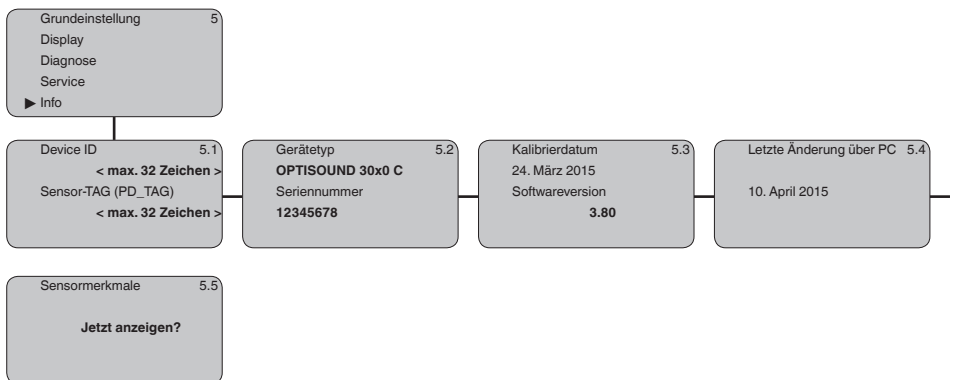 Grundeinstellung 5
Display
Diagnose
Service
▶ Info
Device ID 5.1
< max. 32 Zeichen >
Sensor-TAG (PD_TAG)
< max. 32 Zeichen >
Gerätetyp 5.2
OPTISOUND 30x0 C
Seriennummer
12345678
Kalibrierdatum 5.3
24. März 2015
Softwareversion
3.80
Letzte Änderung über PC 5.4
10. April 2015
Sensormerkmale 5.5
Jetzt anzeigen?